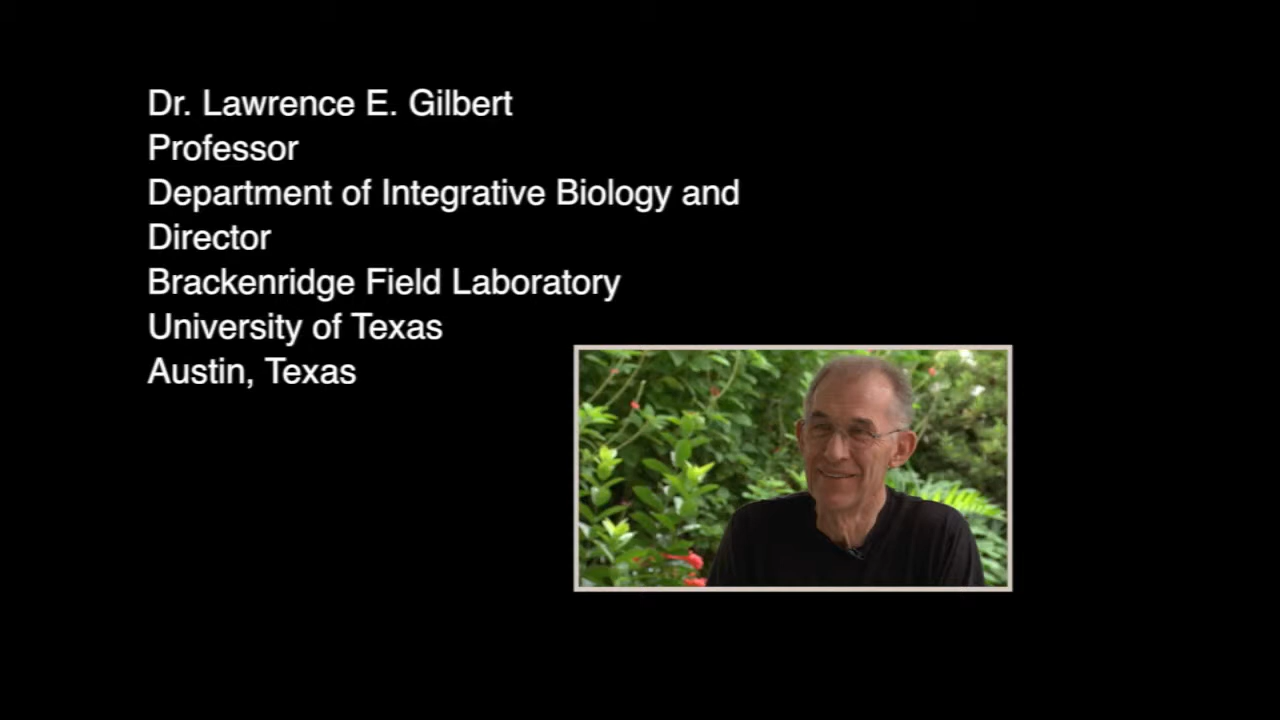 Dr. Lawrence E. Gilbert
Professor
Department of Integrative Biology and
Director
Brackenridge Field Laboratory
University of Texas
Austin, Texas